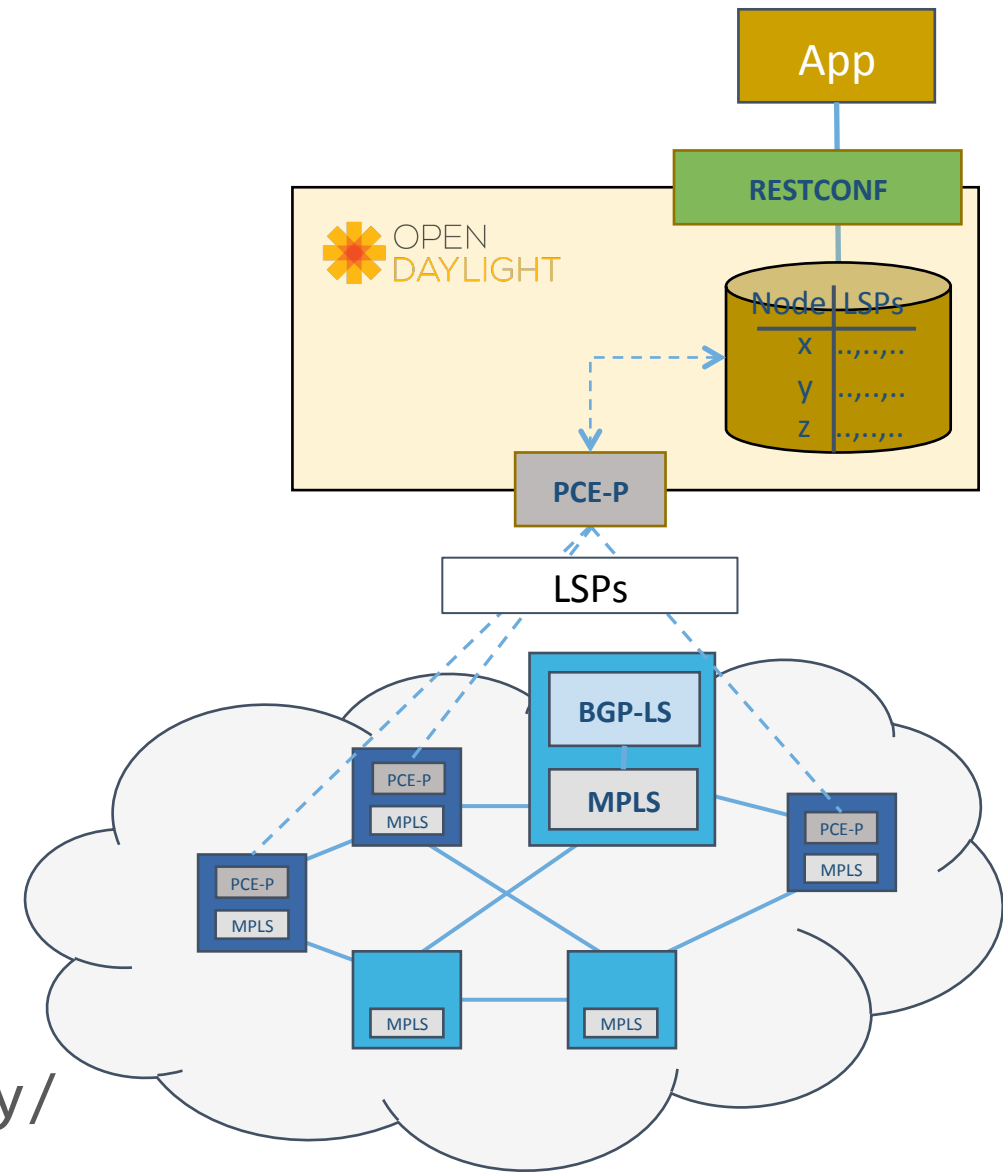 App
RESTCONF
OPEN
DAYLIGHT
Node LSPs
x ..,..,..
y ..,..,..
z ..,..,..
PCE-P
LSPs
BGP-LS
MPLS
PCE-P
MPLS
PCE-P
MPLS
PCE-P
MPLS
MPLS
MPLS
y/